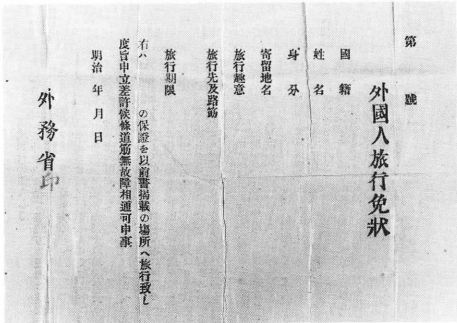 第　號
外國人旅行免狀
國籍
姓名
身分
寄留地名
旅行趣意
旅行先及路筋
旅行期限
右ハ　　の保證を以前書揭載の場所へ旅行致し
度旨申立差許候條道筋無故障相通可申事
明治　年　月　日
外務省印